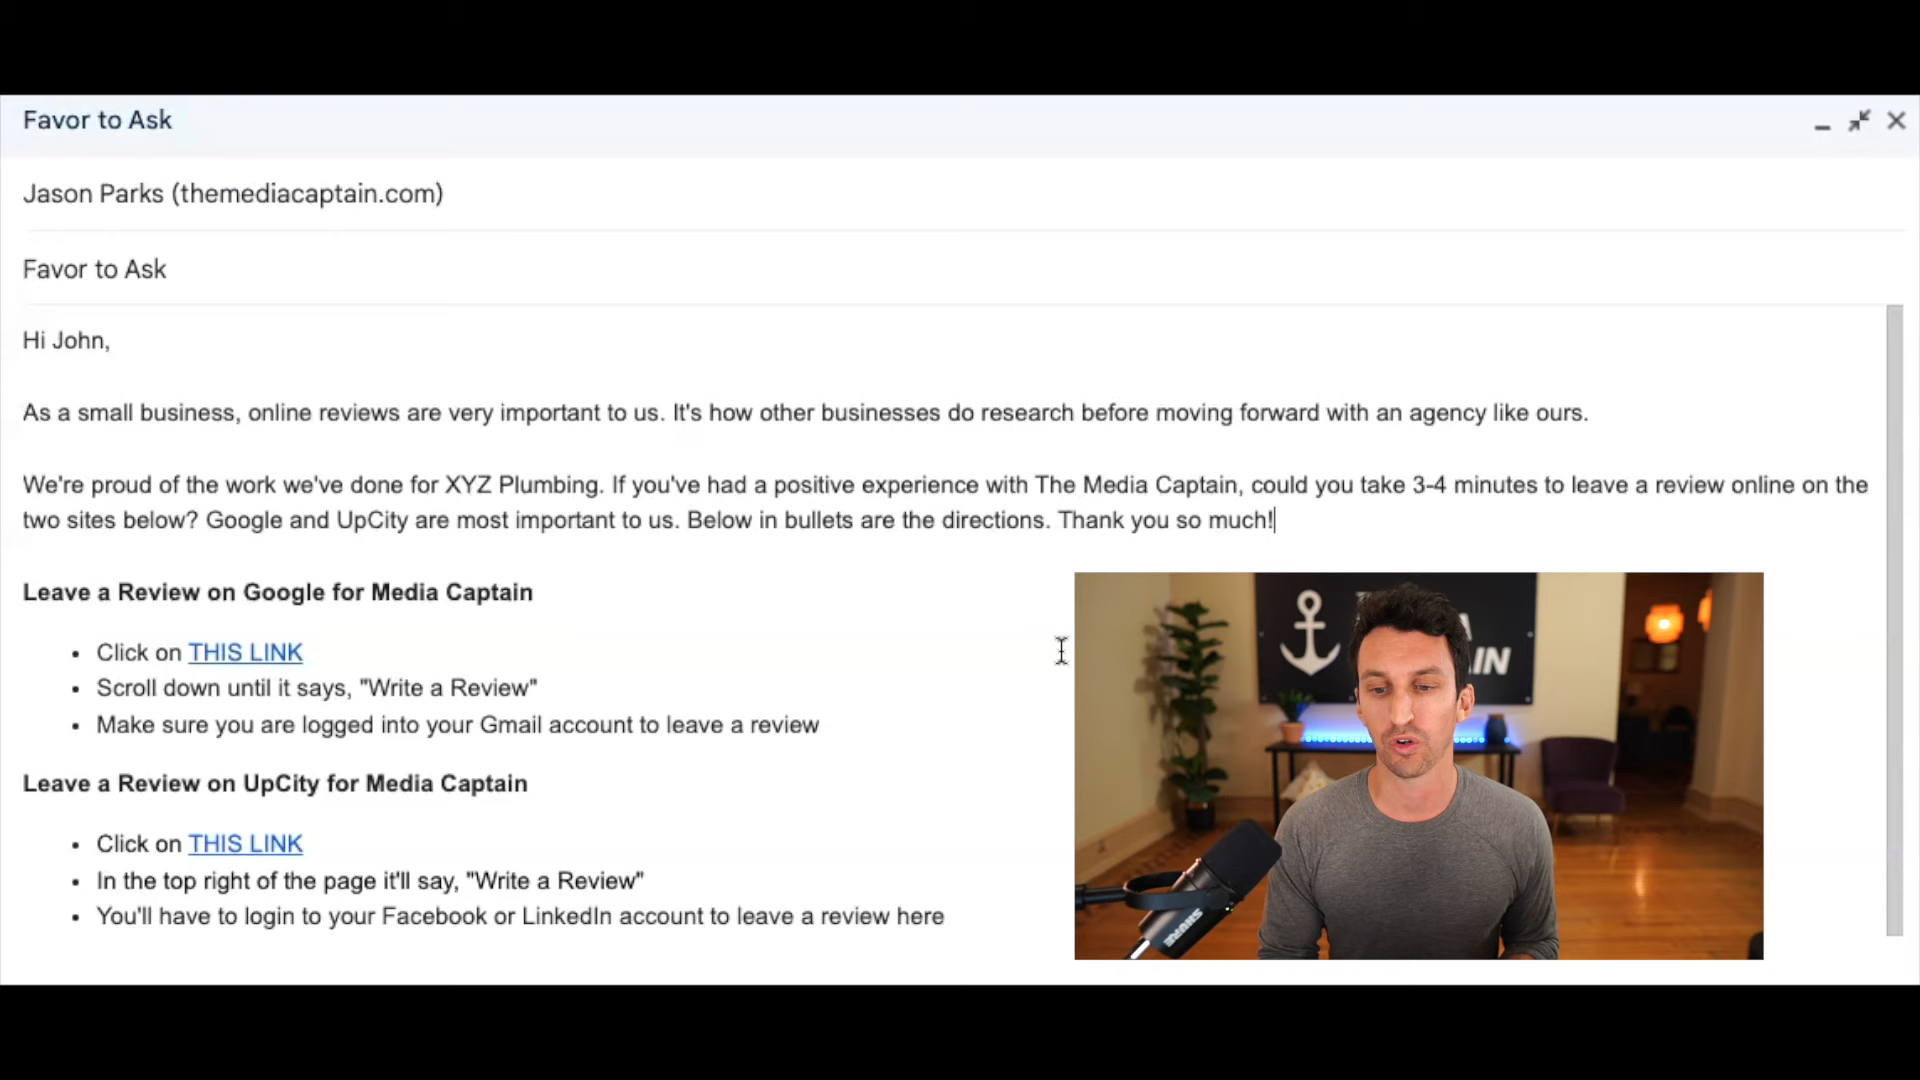 Favor to Ask
Jason Parks (themediacaptain.com)
Favor to Ask
Hi John,
As a small business, online reviews are very important to us. It's how other businesses do research before moving forward with an agency like ours.
We're proud of the work we've done for XYZ Plumbing. If you've had a positive experience with The Media Captain, could you take 3-4 minutes to leave a review online on the
two sites below? Google and UpCity are most important to us. Below in bullets are the directions. Thank you so much!
Leave a Review on Google for Media Captain
• Click on THIS LINK
• Scroll down until it says, "Write a Review"
• Make sure you are logged into your Gmail account to leave a review
Leave a Review on UpCity for Media Captain
• Click on THIS LINK
• In the top right of the page it'll say, "Write a Review"
• You'll have to login to your Facebook or LinkedIn account to leave a review here
SHURE